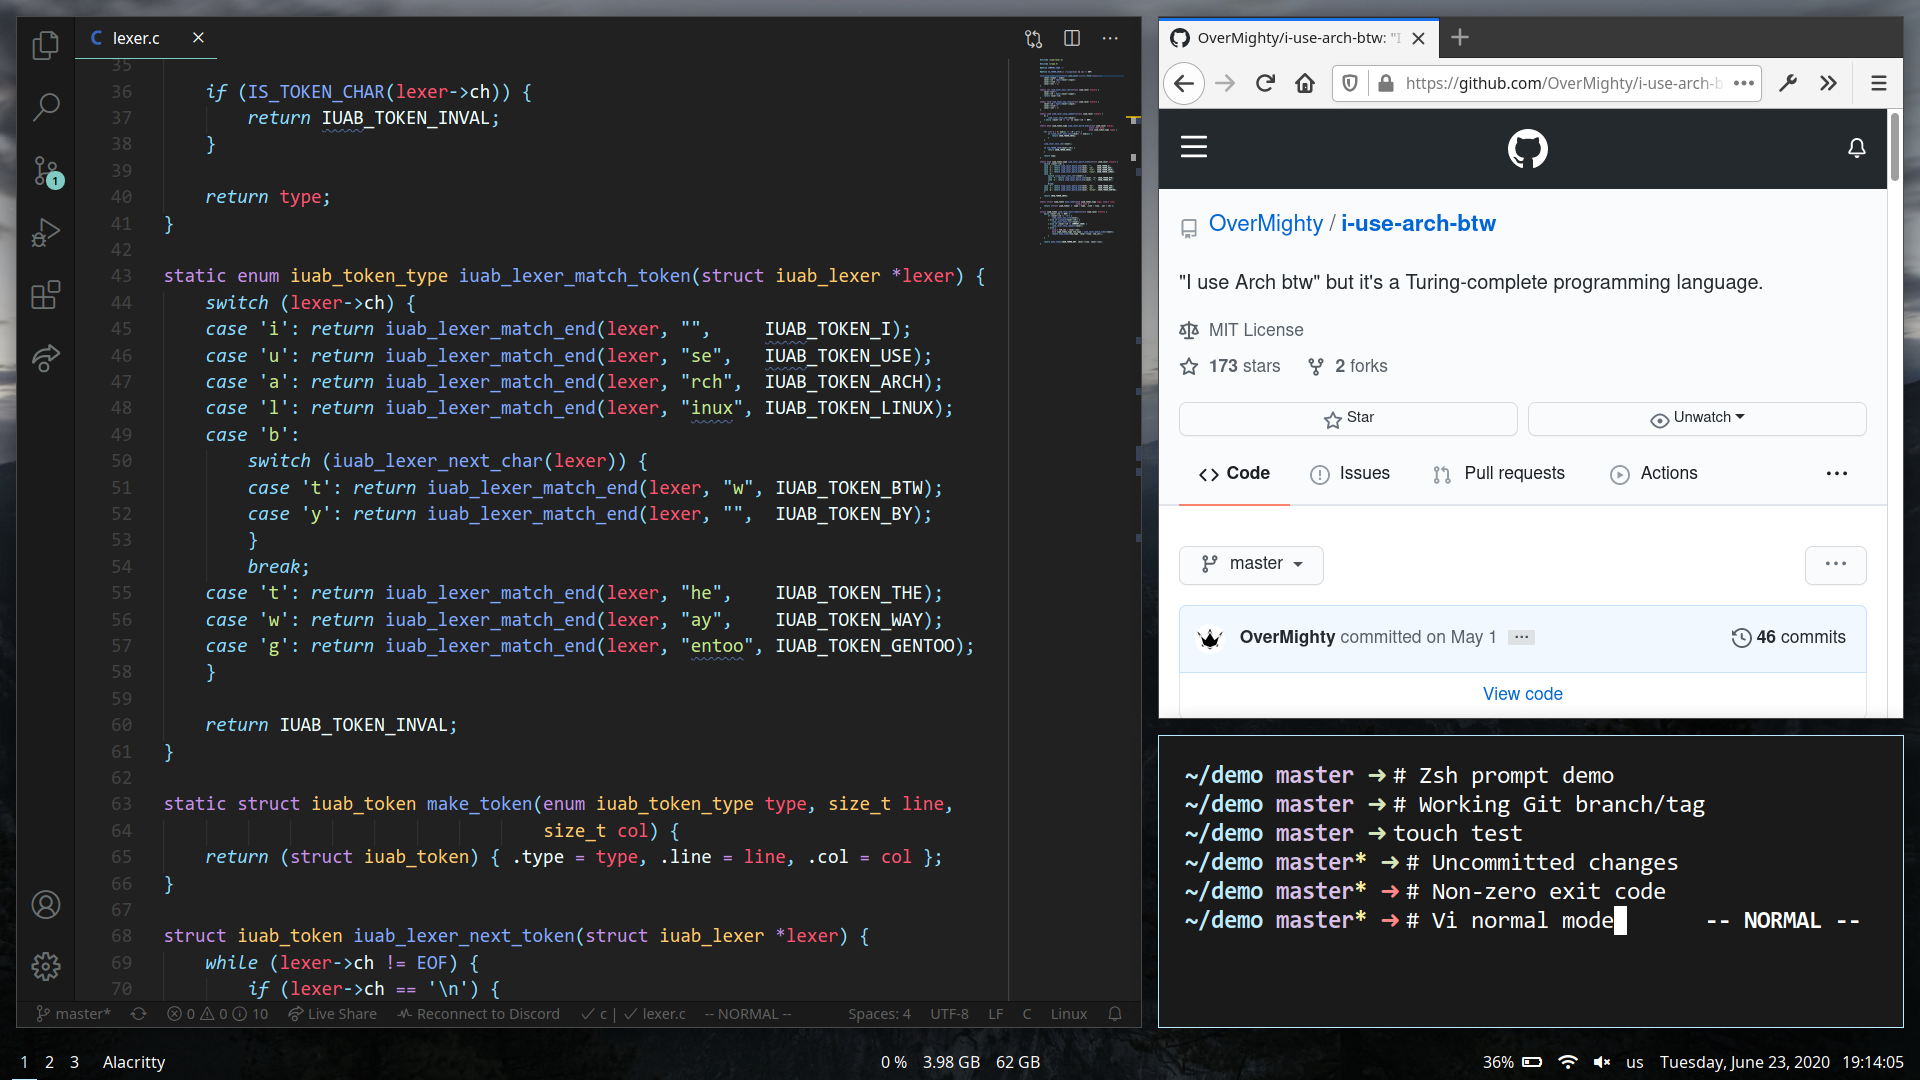 lexer.c
35
36 if (IS_TOKEN_CHAR(lexer->ch)) {
37 return IUAB_TOKEN_INVAL;
38 }
39
40 return type;
41 }
42
43 static enum iuab_token_type iuab_lexer_match_token(struct iuab_lexer *lexer) {
44 switch (lexer->ch) {
45 case 'i': return iuab_lexer_match_end(lexer, "", IUAB_TOKEN_I);
46 case 'u': return iuab_lexer_match_end(lexer, "se", IUAB_TOKEN_USE);
47 case 'a': return iuab_lexer_match_end(lexer, "rch", IUAB_TOKEN_ARCH);
48 case 'l': return iuab_lexer_match_end(lexer, "inux", IUAB_TOKEN_LINUX);
49 case 'b':
50 switch (iuab_lexer_next_char(lexer)) {
51 case 't': return iuab_lexer_match_end(lexer, "w", IUAB_TOKEN_BTW);
52 case 'y': return iuab_lexer_match_end(lexer, "", IUAB_TOKEN_BY);
53 }
54 break;
55 case 't': return iuab_lexer_match_end(lexer, "he", IUAB_TOKEN_THE);
56 case 'w': return iuab_lexer_match_end(lexer, "ay", IUAB_TOKEN_WAY);
57 case 'g': return iuab_lexer_match_end(lexer, "entoo", IUAB_TOKEN_GENTOO);
58 }
59
60 return IUAB_TOKEN_INVAL;
61 }
62
63 static struct iuab_token make_token(enum iuab_token_type type, size_t line,
64 size_t col) {
65 return (struct iuab_token) { .type = type, .line = line, .col = col };
66 }
67
68 struct iuab_token iuab_lexer_next_token(struct iuab_lexer *lexer) {
69 while (lexer->ch != EOF) {
70 if (lexer->ch == '\n') {
1
master* 0 0 10 Live Share Reconnect to Discord c | lexer.c -- NORMAL -- Spaces: 4 UTF-8 LF C Linux
OverMighty/i-use-arch-btw: "I
https://github.com/OverMighty/i-use-arch-b
OverMighty / i-use-arch-btw
"I use Arch btw" but it's a Turing-complete programming language.
MIT License
173 stars 2 forks
Star Unwatch
Code Issues Pull requests Actions
master
OverMighty committed on May 1 46 commits
View code
~/demo master ➜ # Zsh prompt demo
~/demo master ➜ # Working Git branch/tag
~/demo master ➜ touch test
~/demo master* ➜ # Uncommitted changes
~/demo master* ➜ # Non-zero exit code
~/demo master* ➜ # Vi normal mode -- NORMAL --
1 2 3 Alacritty 0 % 3.98 GB 62 GB 36% us Tuesday, June 23, 2020 19:14:05